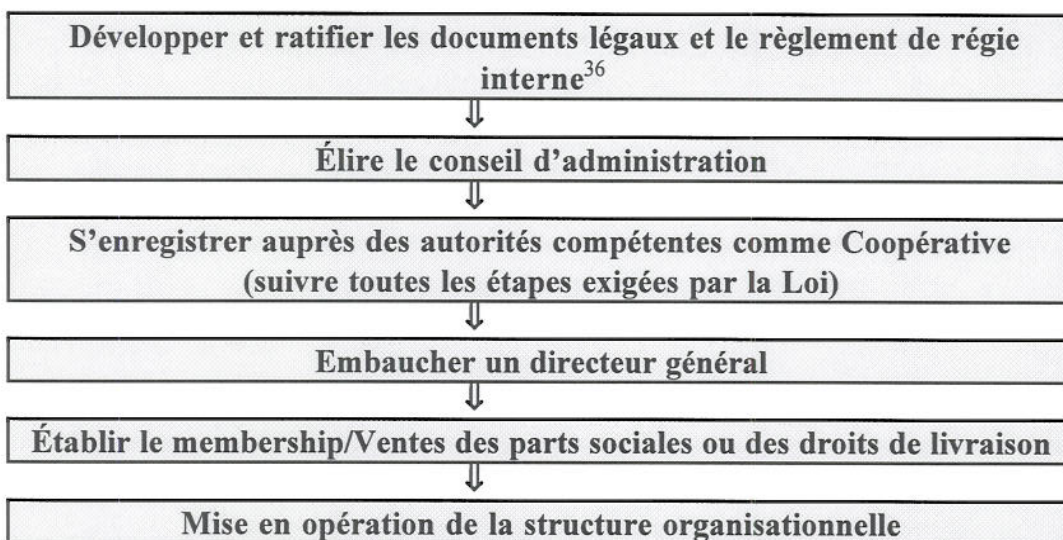 Développer et ratifier les documents légaux et le règlement de régie
interne36
Élire le conseil d'administration
S'enregistrer auprès des autorités compétentes comme Coopérative
(suivre toutes les étapes exigées par la Loi)
Embaucher un directeur général
Établir le membership/Ventes des parts sociales ou des droits de livraison
Mise en opération de la structure organisationnelle